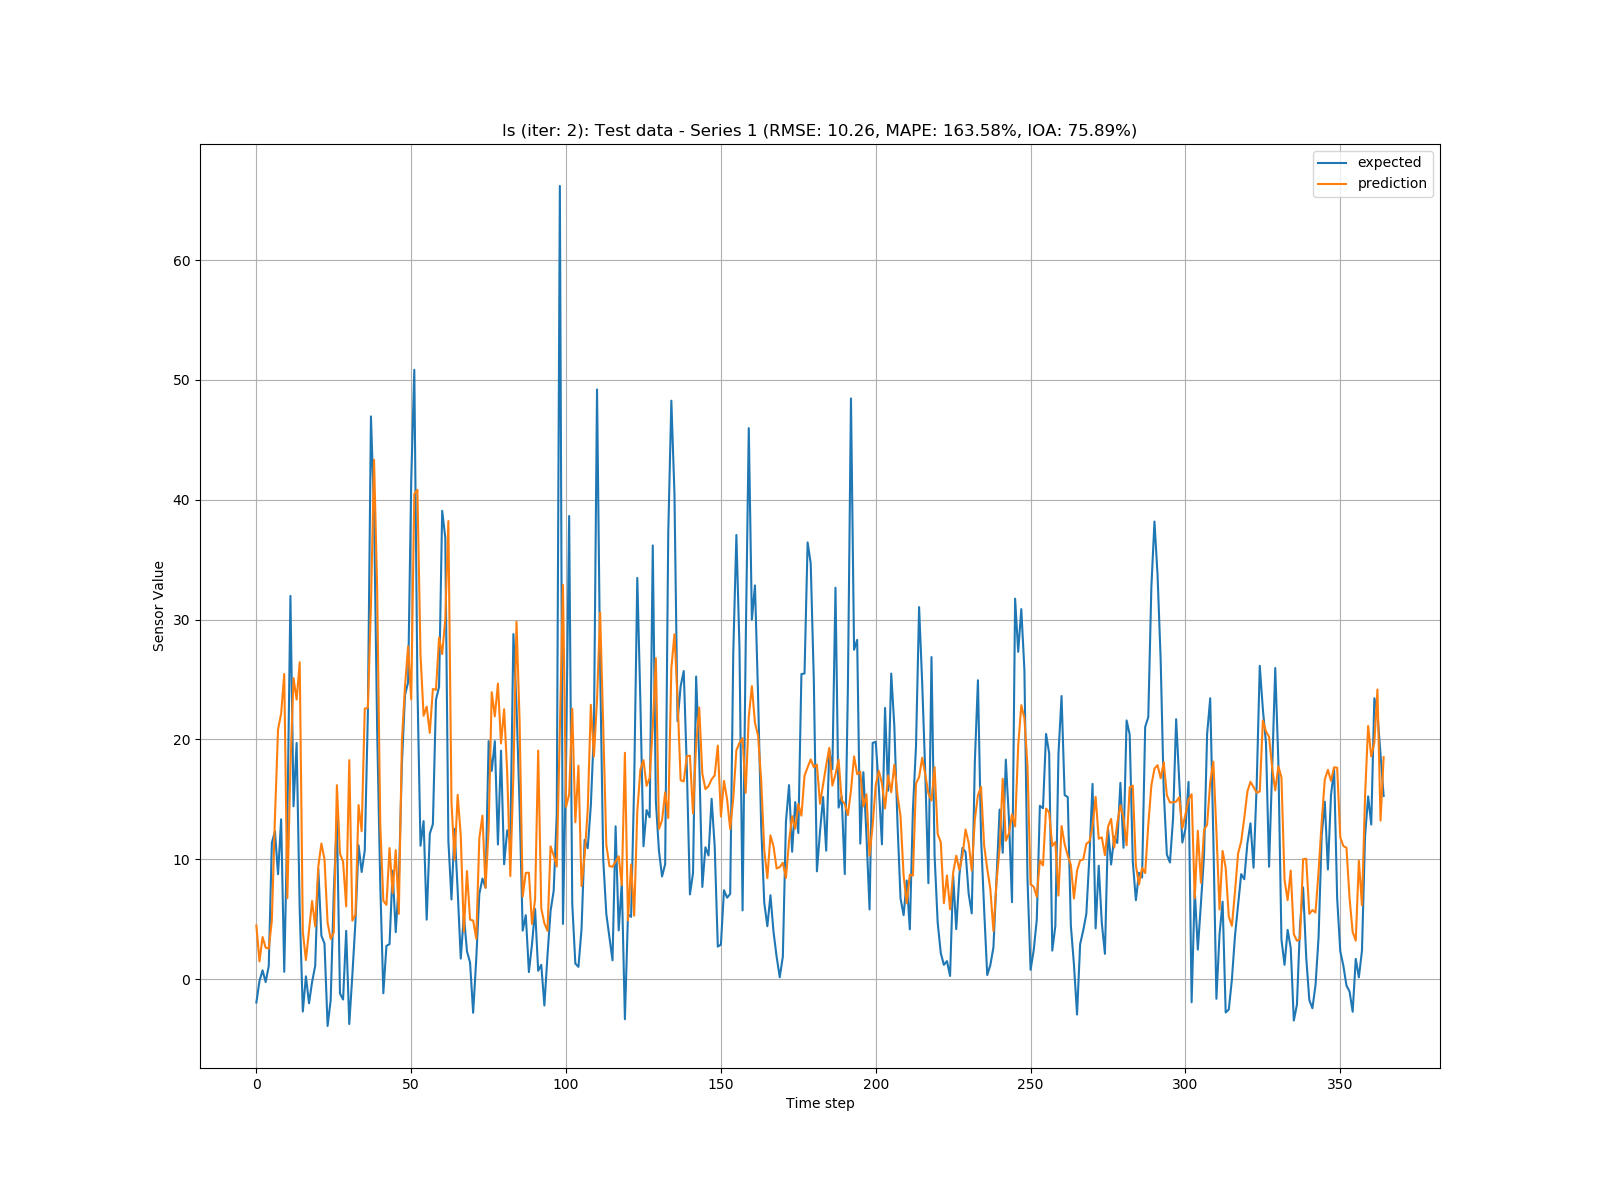 ls (iter: 2): Test data - Series 1 (RMSE: 10.26, MAPE: 163.58%, IOA: 75.89%)
expected
prediction
60
50
40
30
20
10
0
Sensor Value
0 50 100 150 200 250 300 350
Time step